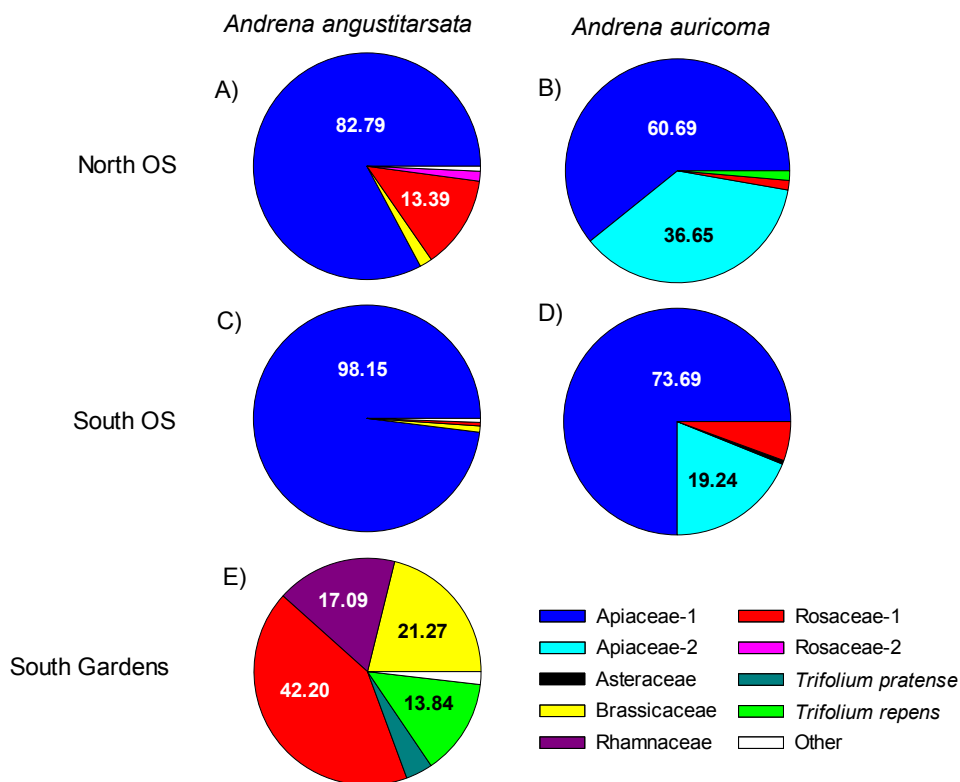 Andrena angustitarsata
Andrena auricoma
A)
B)
North OS
82.79
13.39
60.69
36.65
C)
D)
South OS
98.15
73.69
19.24
E)
South Gardens
17.09
21.27
42.20
13.84
Apiaceae-1
Rosaceae-1
Apiaceae-2
Rosaceae-2
Asteraceae
Trifolium pratense
Brassicaceae
Trifolium repens
Rhamnaceae
Other